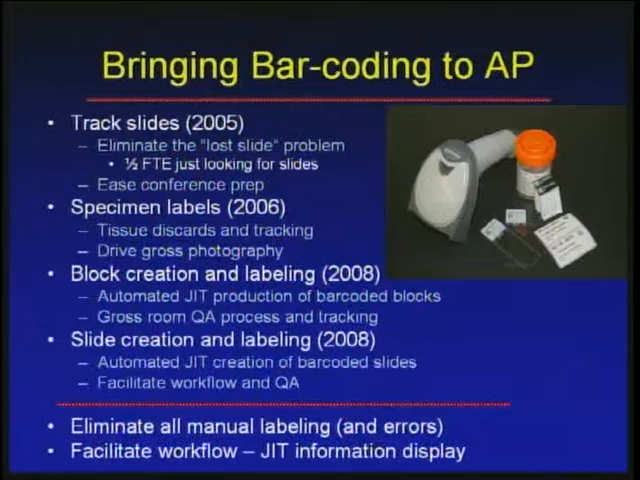 Bringing Bar-coding to AP
• Track slides (2005)
– Eliminate the "lost slide" problem
• ½ FTE just looking for slides
– Ease conference prep
• Specimen labels (2006)
– Tissue discards and tracking
– Drive gross photography
• Block creation and labeling (2008)
– Automated JIT production of barcoded blocks
– Gross room QA process and tracking
• Slide creation and labeling (2008)
– Automated JIT creation of barcoded slides
– Facilitate workflow and QA
• Eliminate all manual labeling (and errors)
• Facilitate workflow – JIT information display